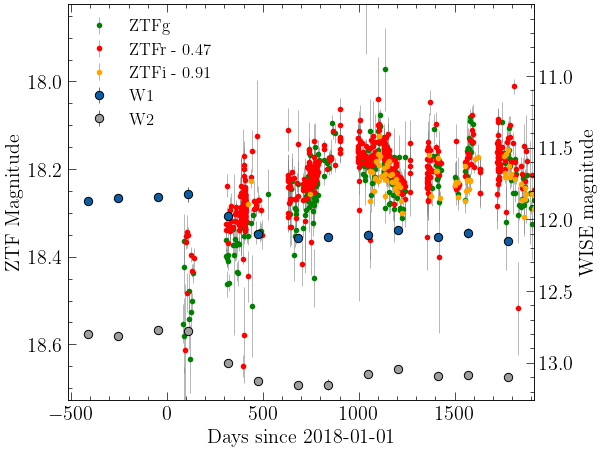 ZTFg
ZTFr - 0.47
ZTFi - 0.91
W1
W2
18.0
18.2
18.4
18.6
ZTF Magnitude
11.0
11.5
12.0
12.5
13.0
WISE magnitude
−500
0
500
1000
1500
Days since 2018-01-01